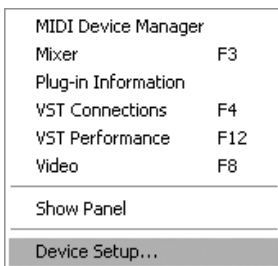 MIDI Device Manager
Mixer F3
Plug-in Information
VST Connections F4
VST Performance F12
Video F8
Show Panel
Device Setup...